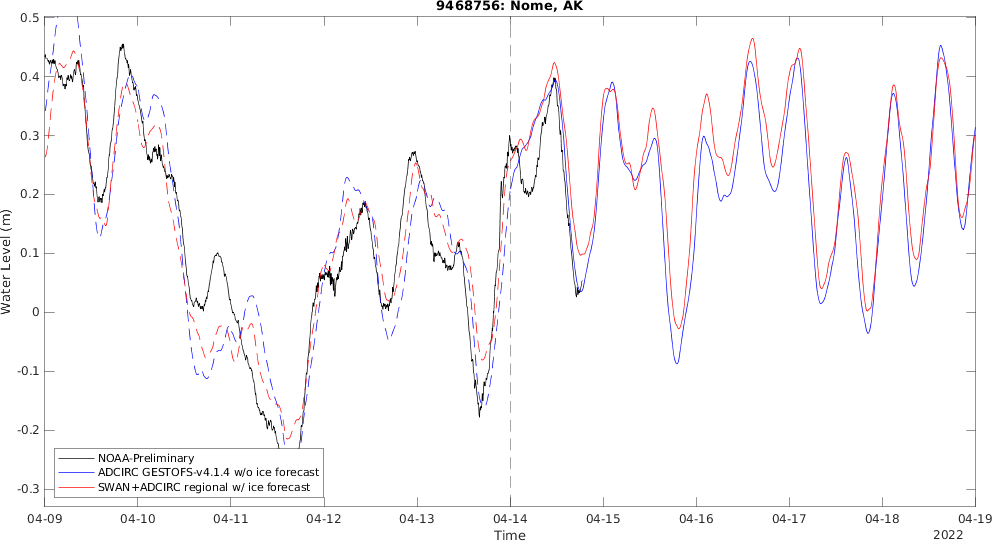 9468756: Nome, AK
Water Level (m)
0.5
0.4
0.3
0.2
0.1
0
-0.1
-0.2
-0.3
NOAA-Preliminary
ADCIRC GESTOFS-v4.1.4 w/o ice forecast
SWAN+ADCIRC regional w/ ice forecast
04-09 04-10 04-11 04-12 04-13 04-14 04-15 04-16 04-17 04-18 04-19
Time
2022